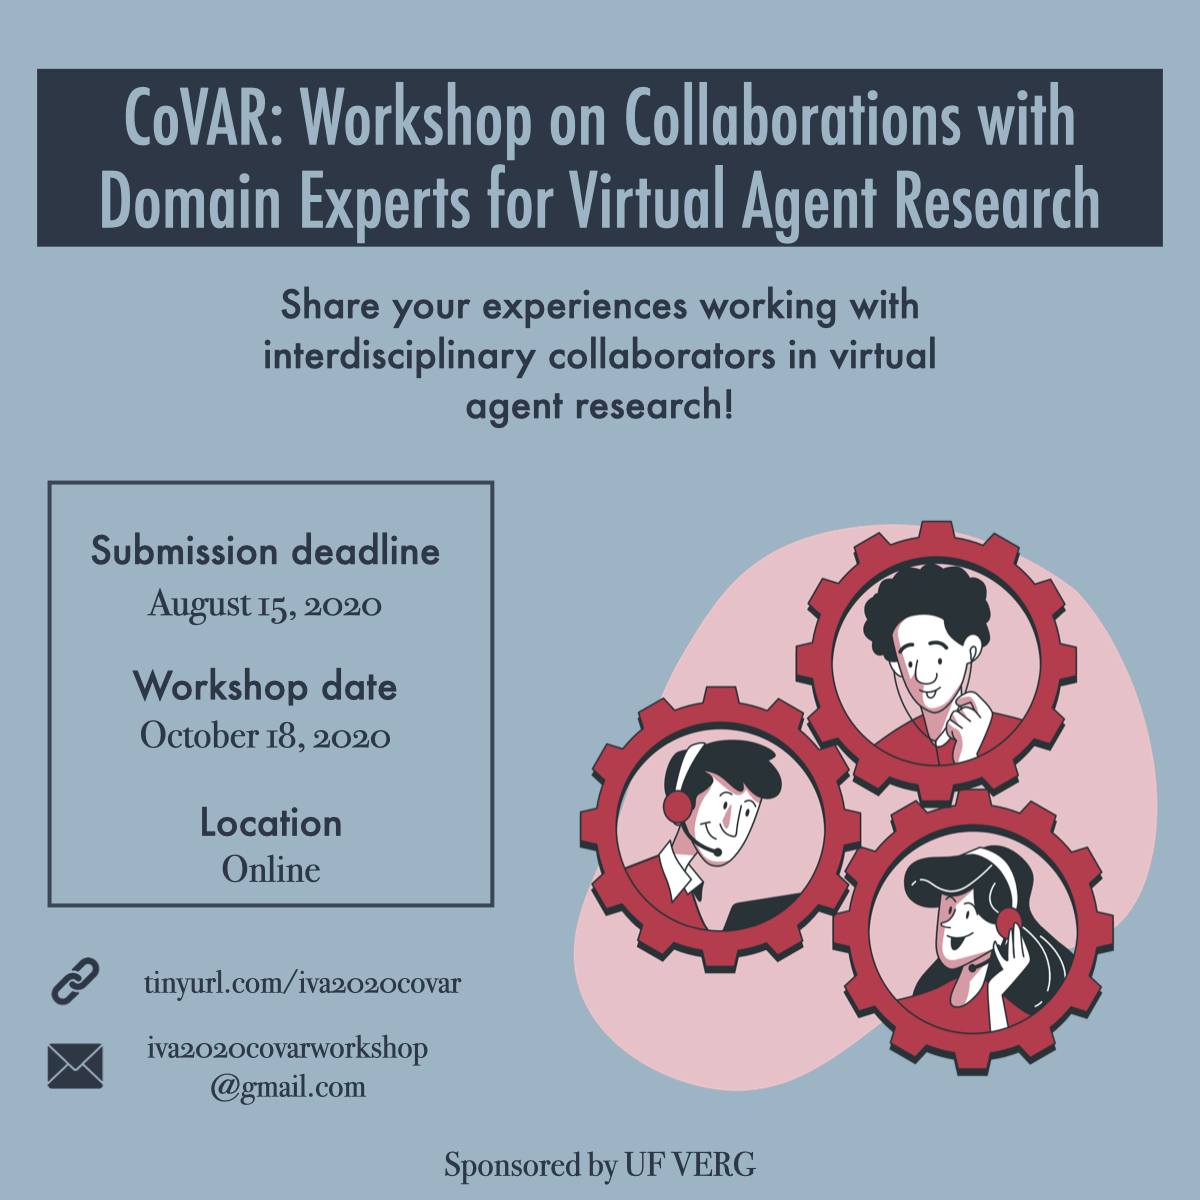 CoVAR: Workshop on Collaborations with
Domain Experts for Virtual Agent Research
Share your experiences working with
interdisciplinary collaborators in virtual
agent research!
Submission deadline
August 15, 2020
Workshop date
October 18, 2020
Location
Online
tinyurl.com/iva2020covar
iva2020covarworkshop
@gmail.com
Sponsored by UF VERG